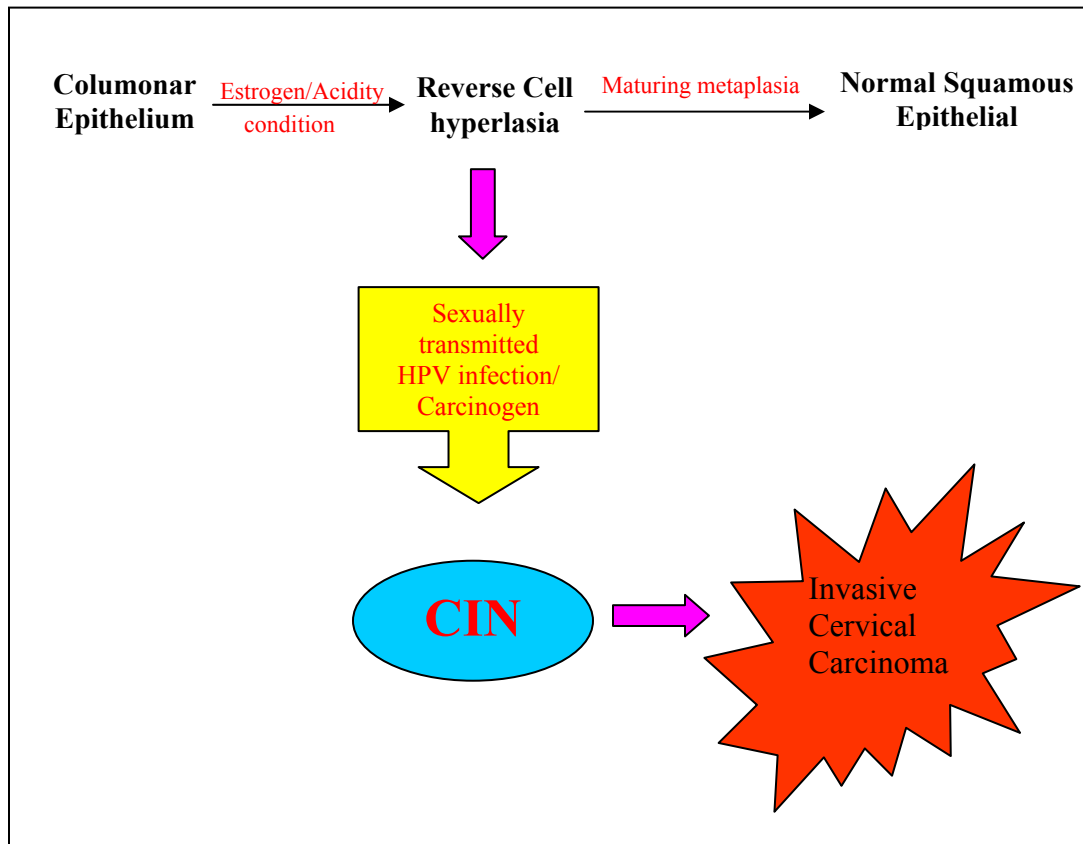 Columonar
Epithelium
Estrogen/Acidity
condition
Reverse Cell
hyperlasia
Maturing metaplasia
Normal Squamous
Epithelial
Sexually
transmitted
HPV infection/
Carcinogen
CIN
Invasive
Cervical
Carcinoma